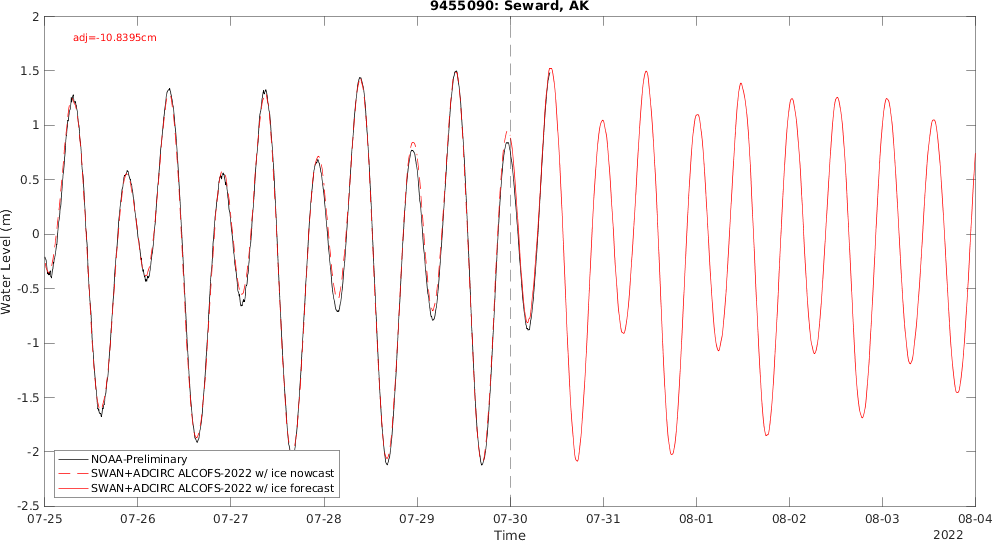 9455090: Seward, AK
adj=-10.8395cm
2
1.5
1
0.5
0
-0.5
-1
-1.5
-2
-2.5
Water Level (m)
NOAA-Preliminary
SWAN+ADCIRC ALCOFS-2022 w/ ice nowcast
SWAN+ADCIRC ALCOFS-2022 w/ ice forecast
07-25 07-26 07-27 07-28 07-29 07-30 07-31 08-01 08-02 08-03 08-04
Time
2022